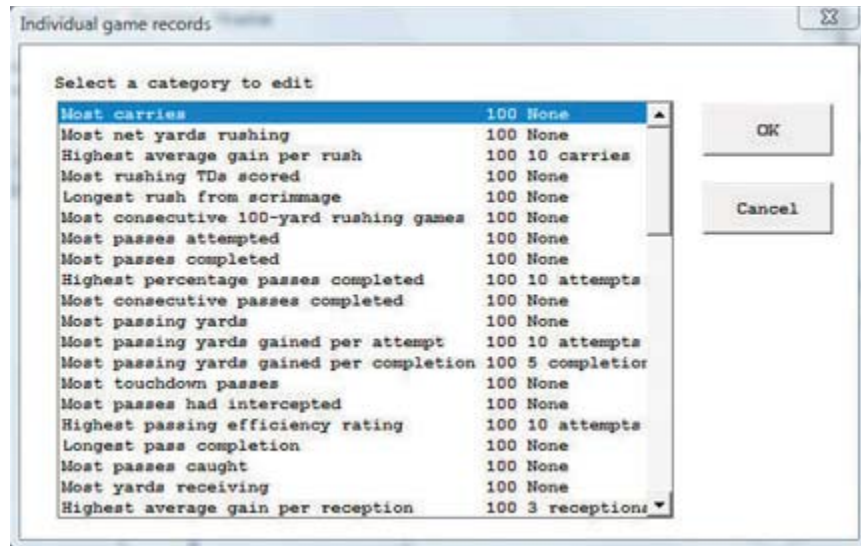 Individual game records
Select a category to edit
Most carries 100 None
Most net yards rushing 100 None
Highest average gain per rush 100 10 carries
Most rushing TDs scored 100 None
Longest rush from scrimmage 100 None
Most consecutive 100-yard rushing games 100 None
Most passes attempted 100 None
Most passes completed 100 None
Highest percentage passes completed 100 10 attempts
Most consecutive passes completed 100 None
Most passing yards 100 None
Most passing yards gained per attempt 100 10 attempts
Most passing yards gained per completion 100 5 completion
Most touchdown passes 100 None
Most passes had intercepted 100 None
Highest passing efficiency rating 100 10 attempts
Longest pass completion 100 None
Most passes caught 100 None
Most yards receiving 100 None
Highest average gain per reception 100 3 receptions
OK
Cancel